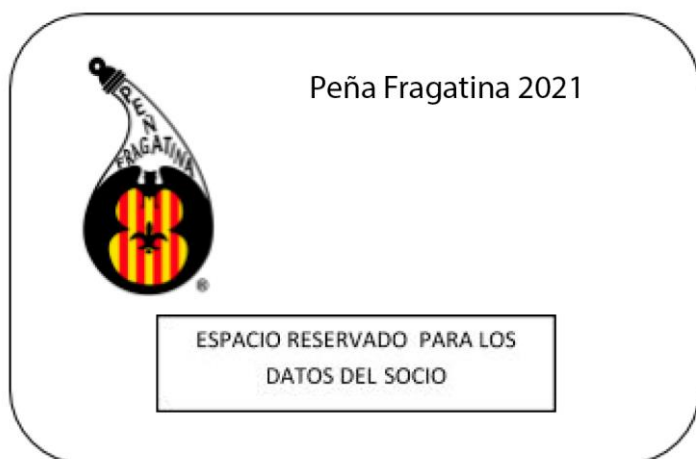 Peña Fragatina 2021
PEÑA
FRAGATINA
®
ESPACIO RESERVADO PARA LOS
DATOS DEL SOCIO